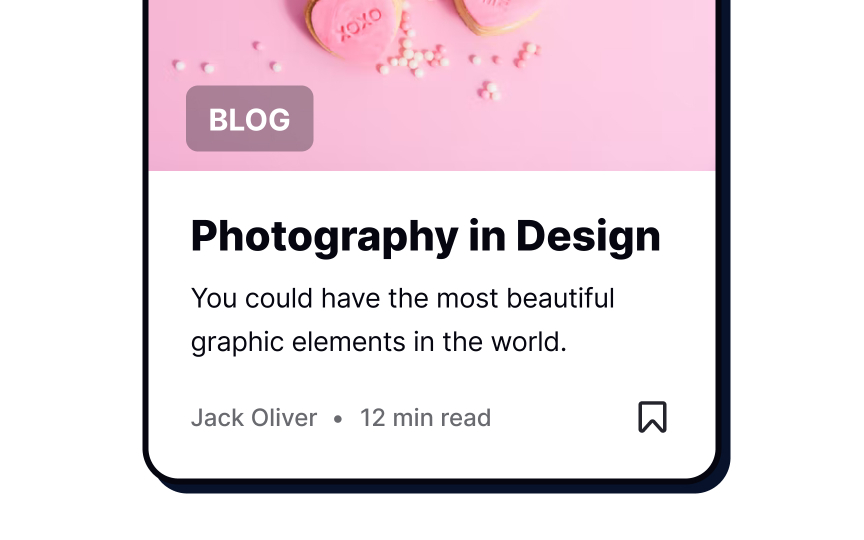 XOXO
BLOG
Photography in Design
You could have the most beautiful
graphic elements in the world.
Jack Oliver • 12 min read